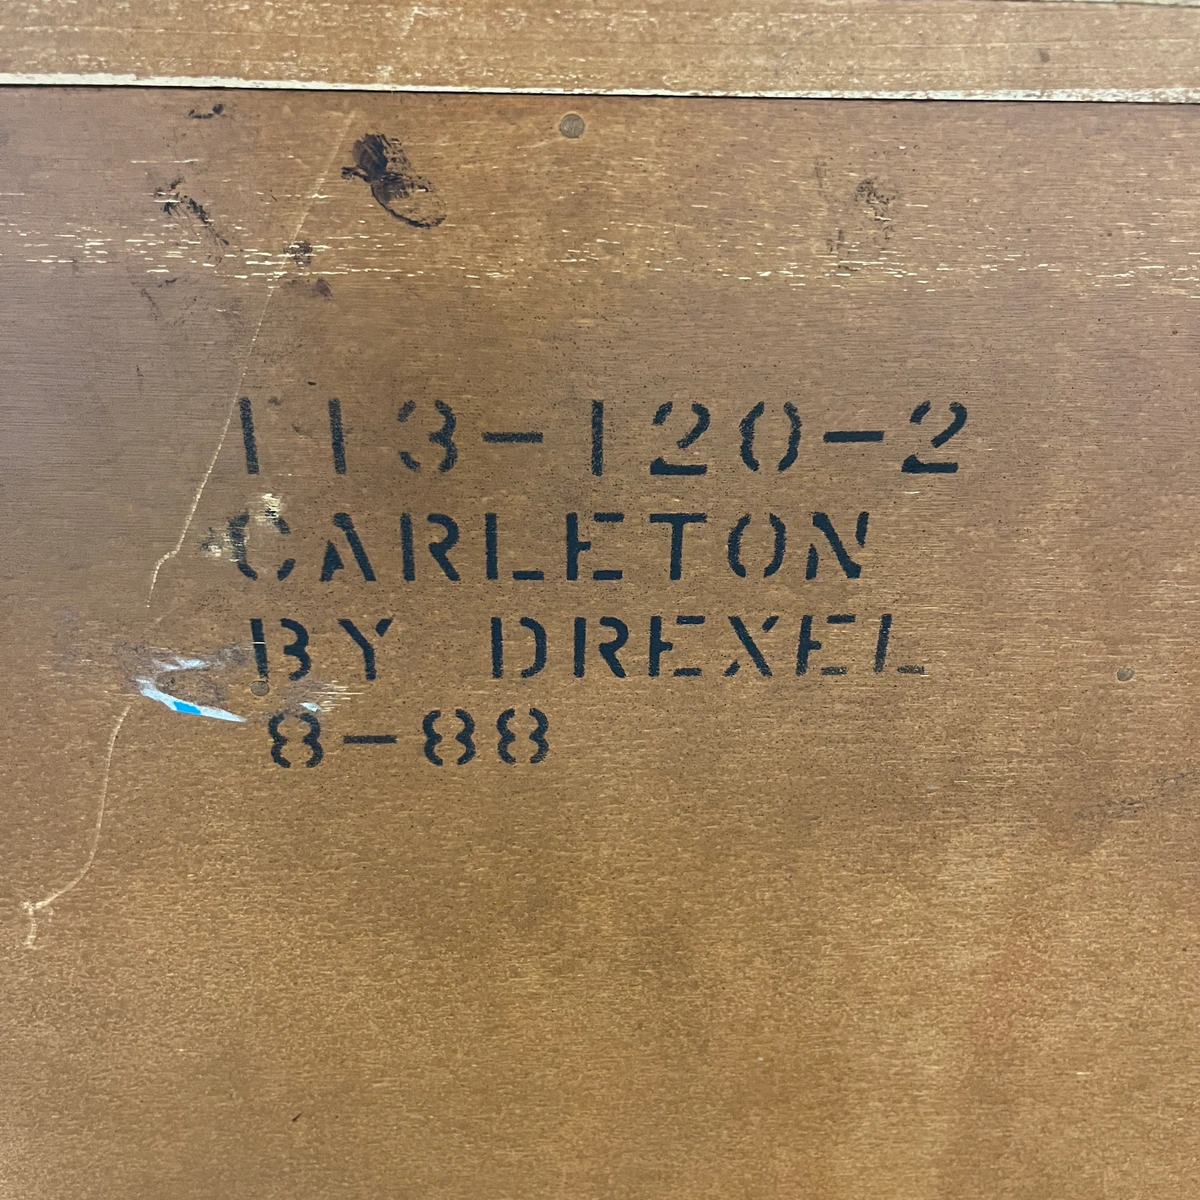 113-120-2
CARLETON
BY DREXEL
8-88